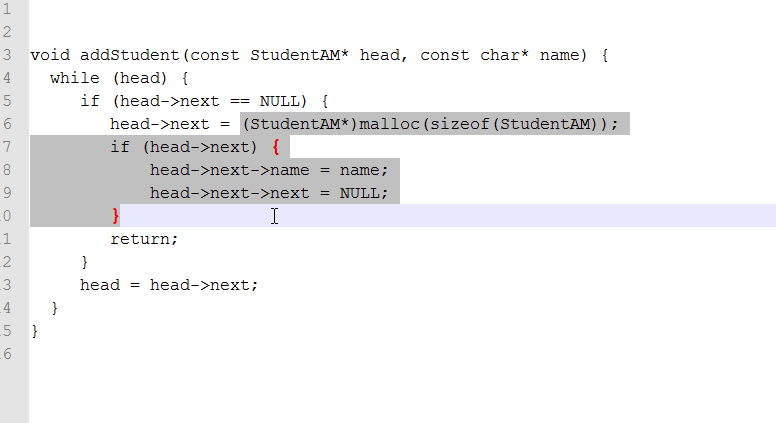 1
2
3 void addStudent(const StudentAM* head, const char* name) {
4 while (head) {
5 if (head->next == NULL) {
6 head->next = (StudentAM*)malloc(sizeof(StudentAM));
7 if (head->next) {
8 head->next->name = name;
9 head->next->next = NULL;
0 }
1 return;
2 }
3 head = head->next;
4 }
5 }
6